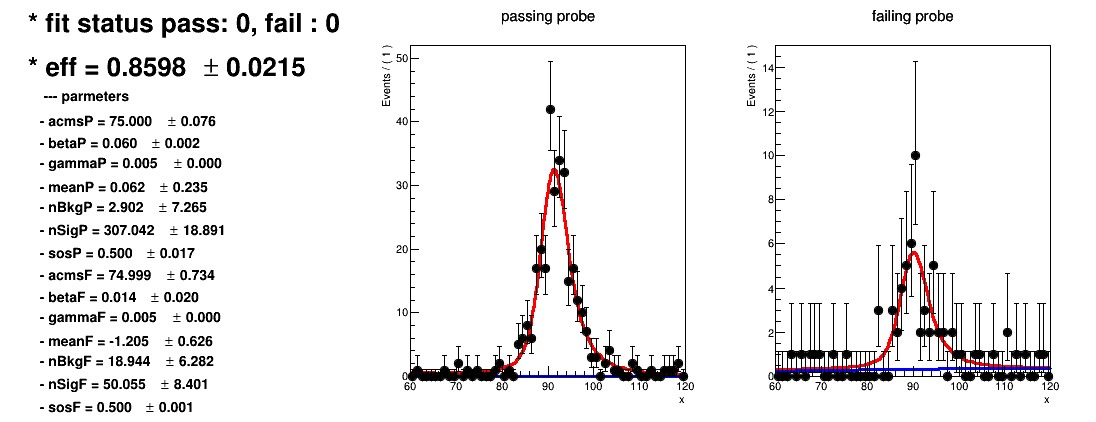 * fit status pass: 0, fail : 0
* eff = 0.8598 ± 0.0215
--- parmeters
- acmsP = 75.000 ± 0.076
- betaP = 0.060 ± 0.002
- gammaP = 0.005 ± 0.000
- meanP = 0.062 ± 0.235
- nBkgP = 2.902 ± 7.265
- nSigP = 307.042 ± 18.891
- sosP = 0.500 ± 0.017
- acmsF = 74.999 ± 0.734
- betaF = 0.014 ± 0.020
- gammaF = 0.005 ± 0.000
- meanF = -1.205 ± 0.626
- nBkgF = 18.944 ± 6.282
- nSigF = 50.055 ± 8.401
- sosF = 0.500 ± 0.001
passing probe
Events / ( 1 )
50
40
30
20
10
0
60 70 80 90 100 110 120
x
failing probe
Events / ( 1 )
14
12
10
8
6
4
2
0
60 70 80 90 100 110 120
x